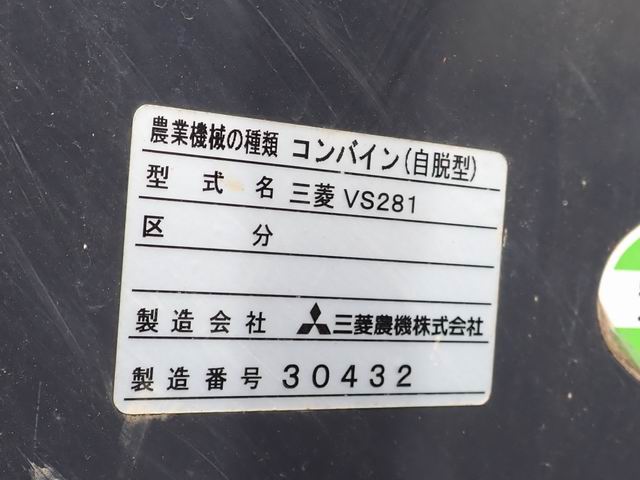 農業機械の種類 コンバイン(自脱型)
型式名 三菱 VS281
区分
製造会社 三菱農機株式会社
製造番号 30432